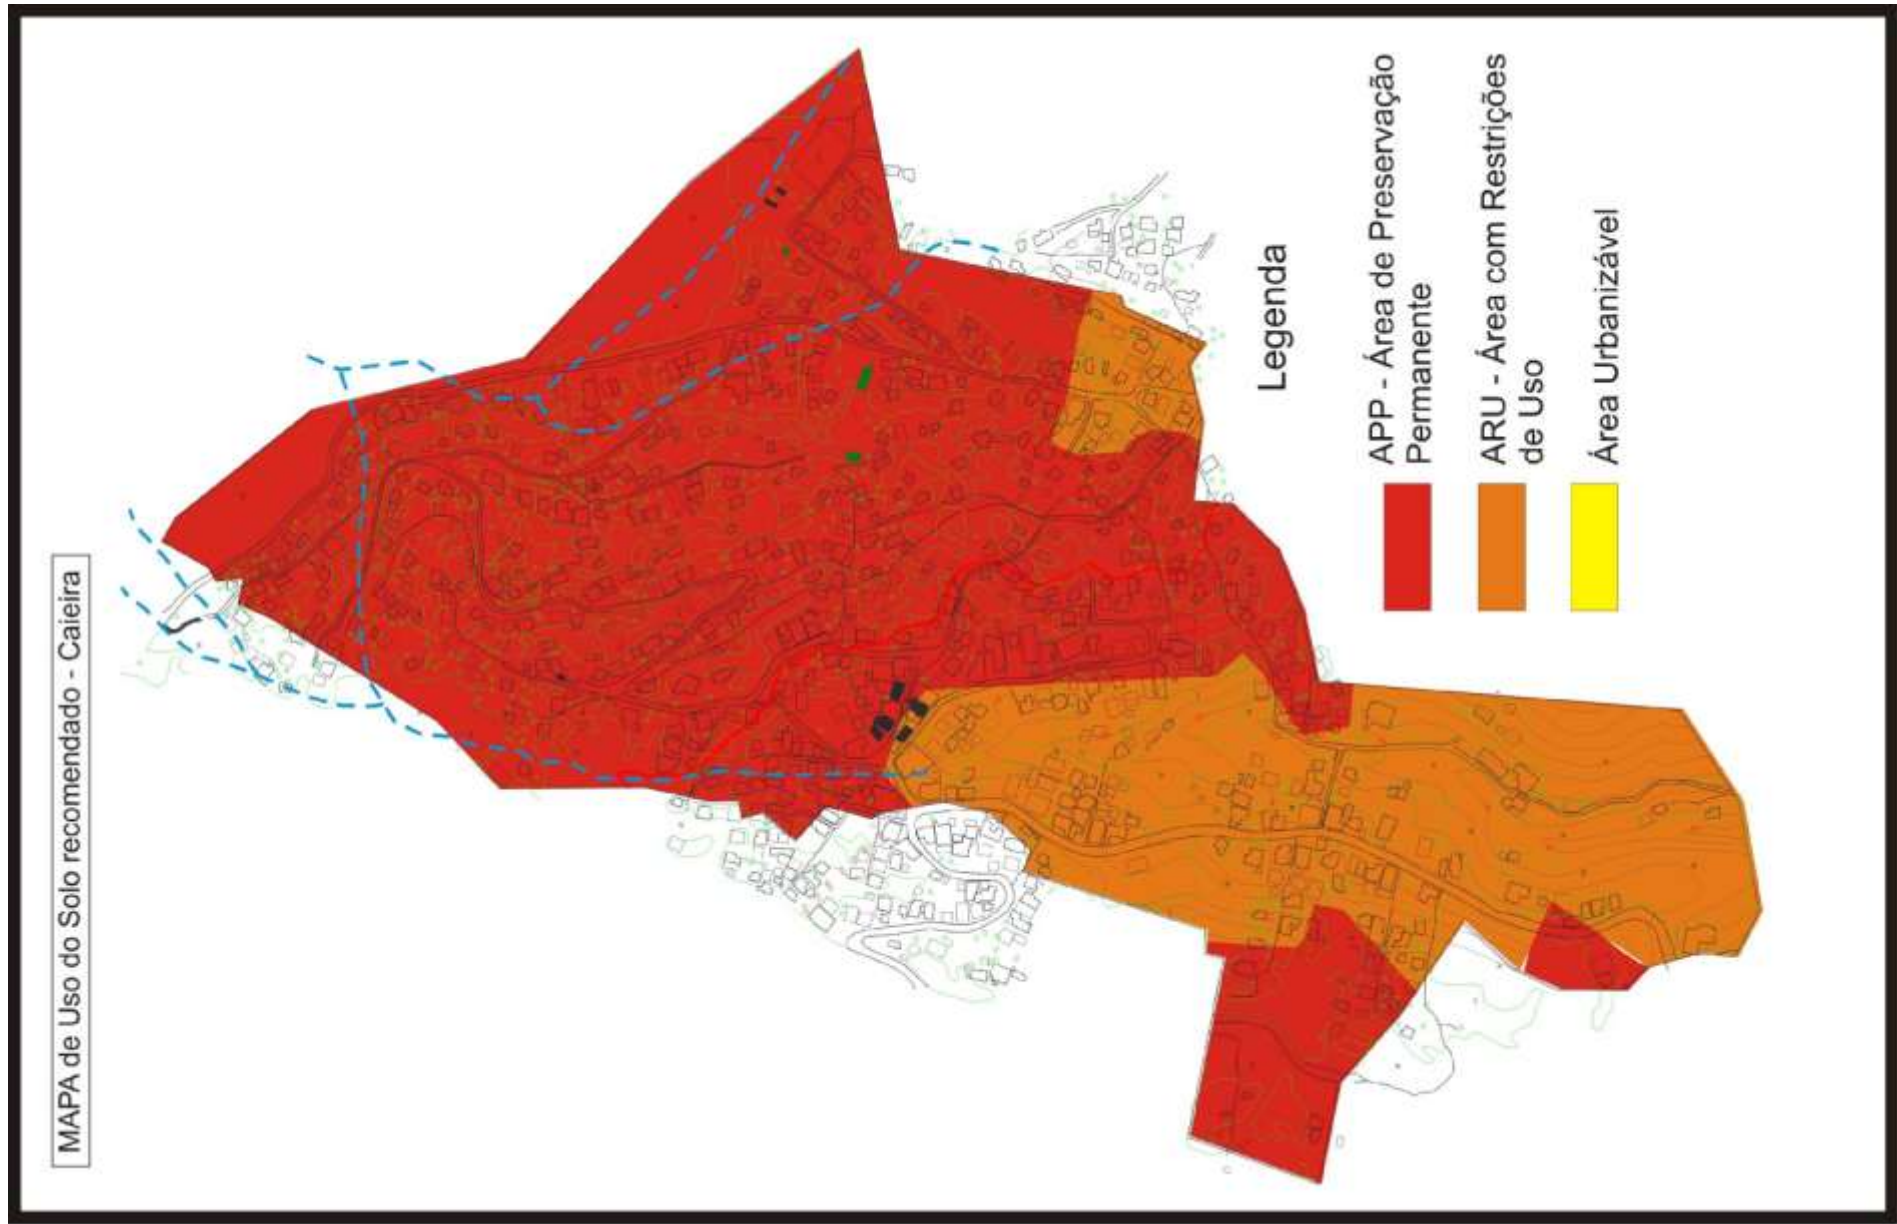 MAPA de Uso do Solo recomendado - Caieira
Legenda
APP - Área de Preservação
Permanente
ARU - Área com Restrições
de Uso
Área Urbanizável